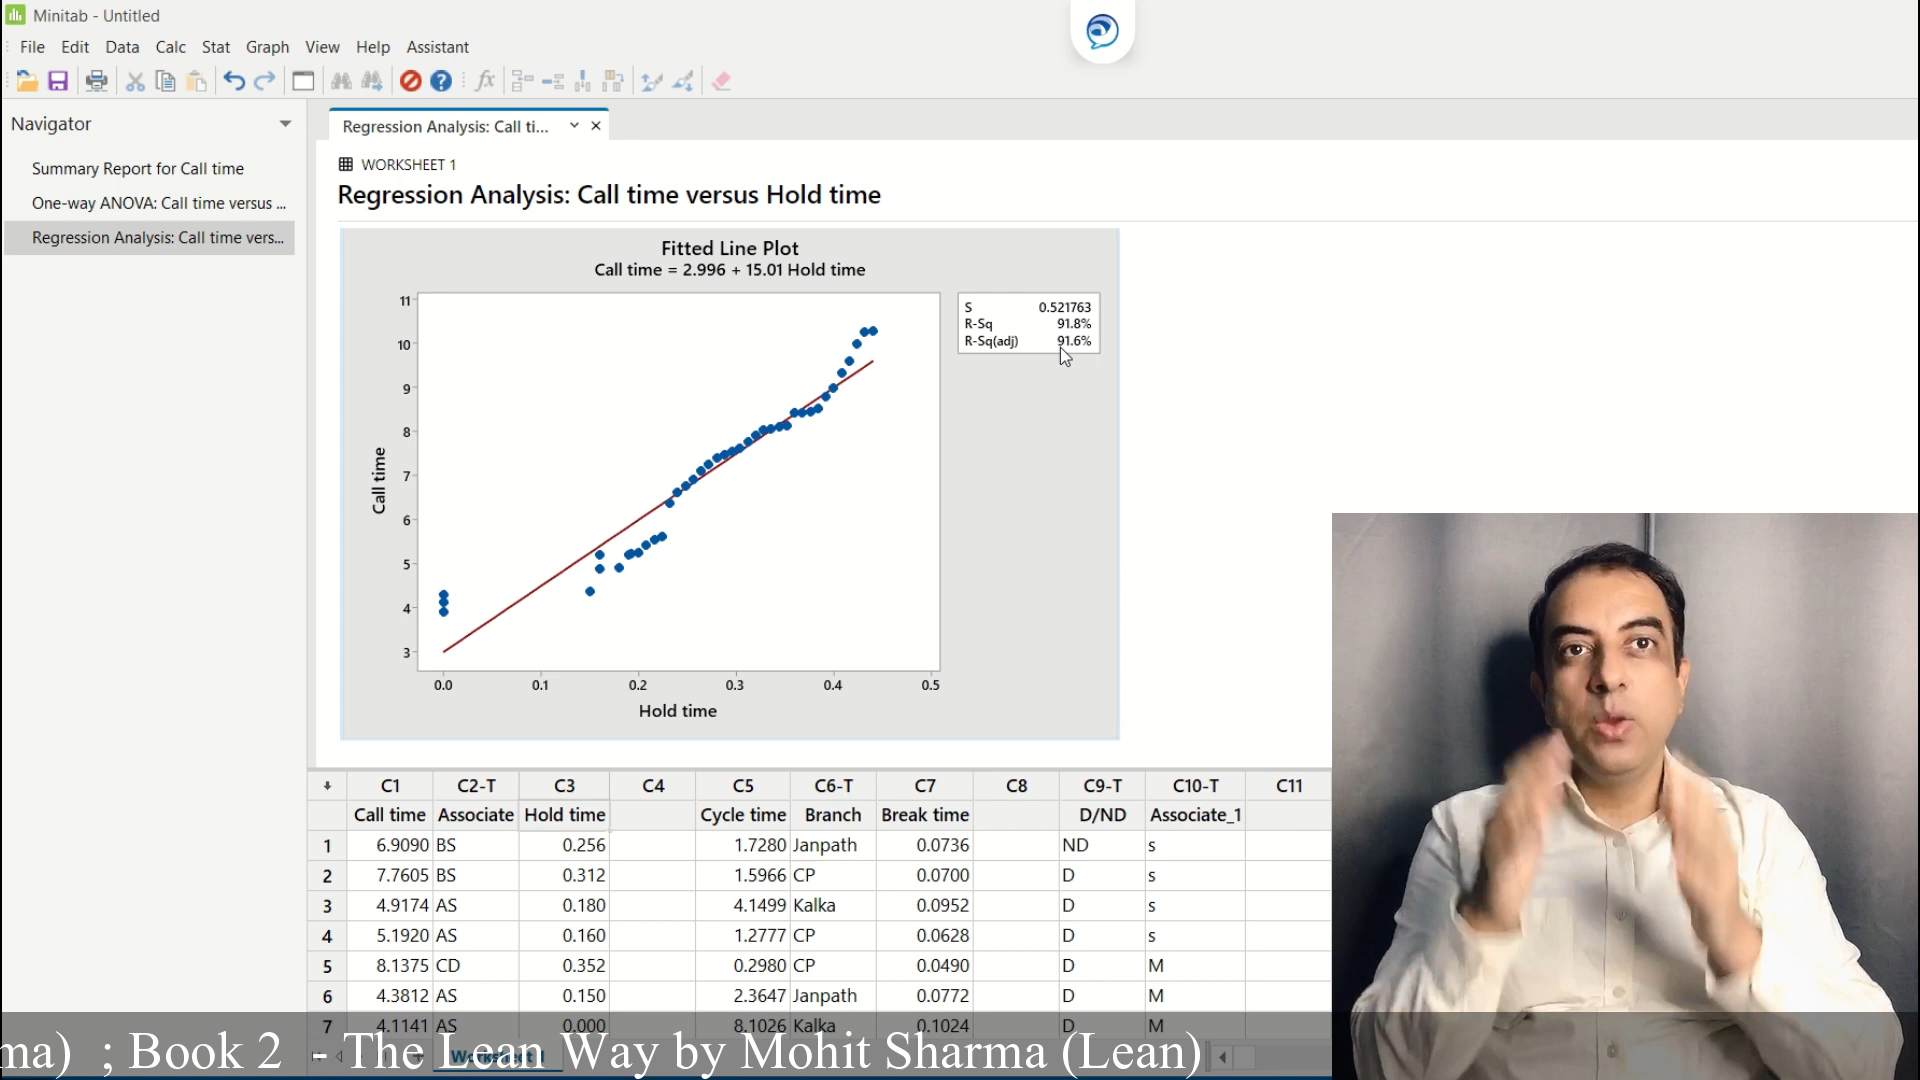 Minitab - Untitled
File Edit Data Calc Stat Graph View Help Assistant
Navigator
Summary Report for Call time
One-way ANOVA: Call time versus ...
Regression Analysis: Call time vers...
Regression Analysis: Call ti...
WORKSHEET 1
Regression Analysis: Call time versus Hold time
Fitted Line Plot
Call time = 2.996 + 15.01 Hold time
S 0.521763
R-Sq 91.8%
R-Sq(adj) 91.6%
11
10
9
8
7
6
5
4
3
Call time
0.0 0.1 0.2 0.3 0.4 0.5
Hold time
C1 C2-T C3 C4 C5 C6-T C7 C8 C9-T C10-T C11
Call time Associate Hold time Cycle time Branch Break time D/ND Associate_1
1 6.9090 BS 0.256 1.7280 Janpath 0.0736 ND s
2 7.7605 BS 0.312 1.5966 CP 0.0700 D s
3 4.9174 AS 0.180 4.1499 Kalka 0.0952 D s
4 5.1920 AS 0.160 1.2777 CP 0.0628 D s
5 8.1375 CD 0.352 0.2980 CP 0.0490 D M
6 4.3812 AS 0.150 2.3647 Janpath 0.0772 D M
7 4.1141 AS 0.000 8.1026 Kalka 0.1024 D M
Worksheet 1
ma) ; Book 2 - The Lean Way by Mohit Sharma (Lean)